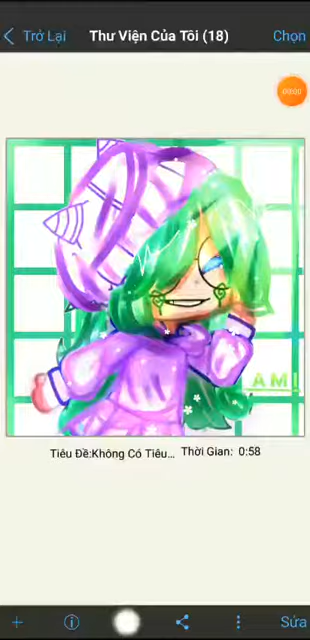 Trở Lại Thư Viện Của Tôi (18) Chọn
00:00
AMI
Tiêu Đề:Không Có Tiêu... Thời Gian: 0:58
Sửa